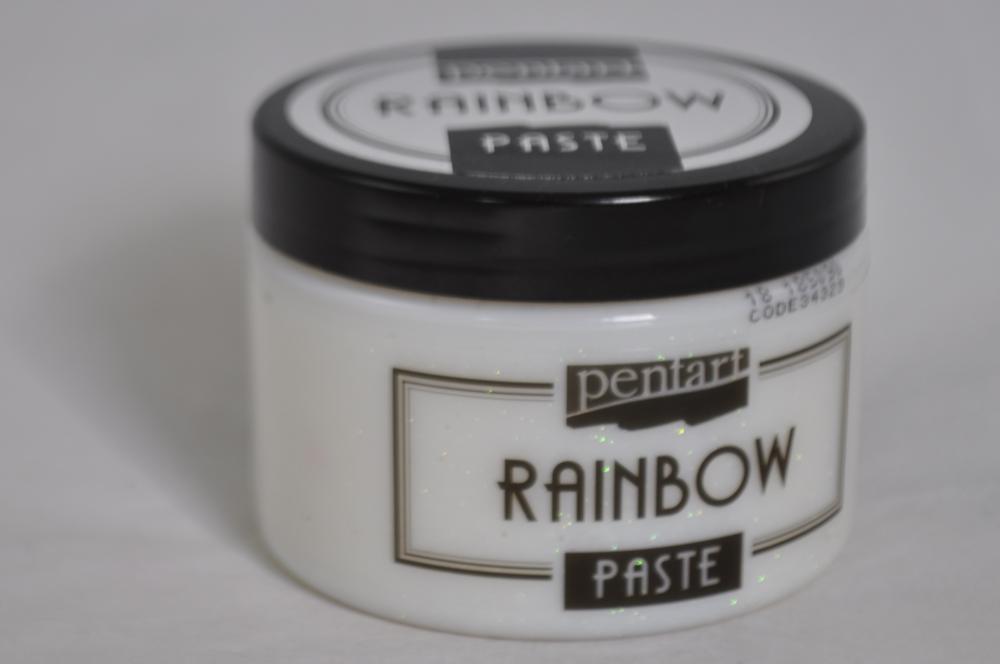 pentart
RAINBOW
PASTE
CODE34329
pentart
RAINBOW
PASTE